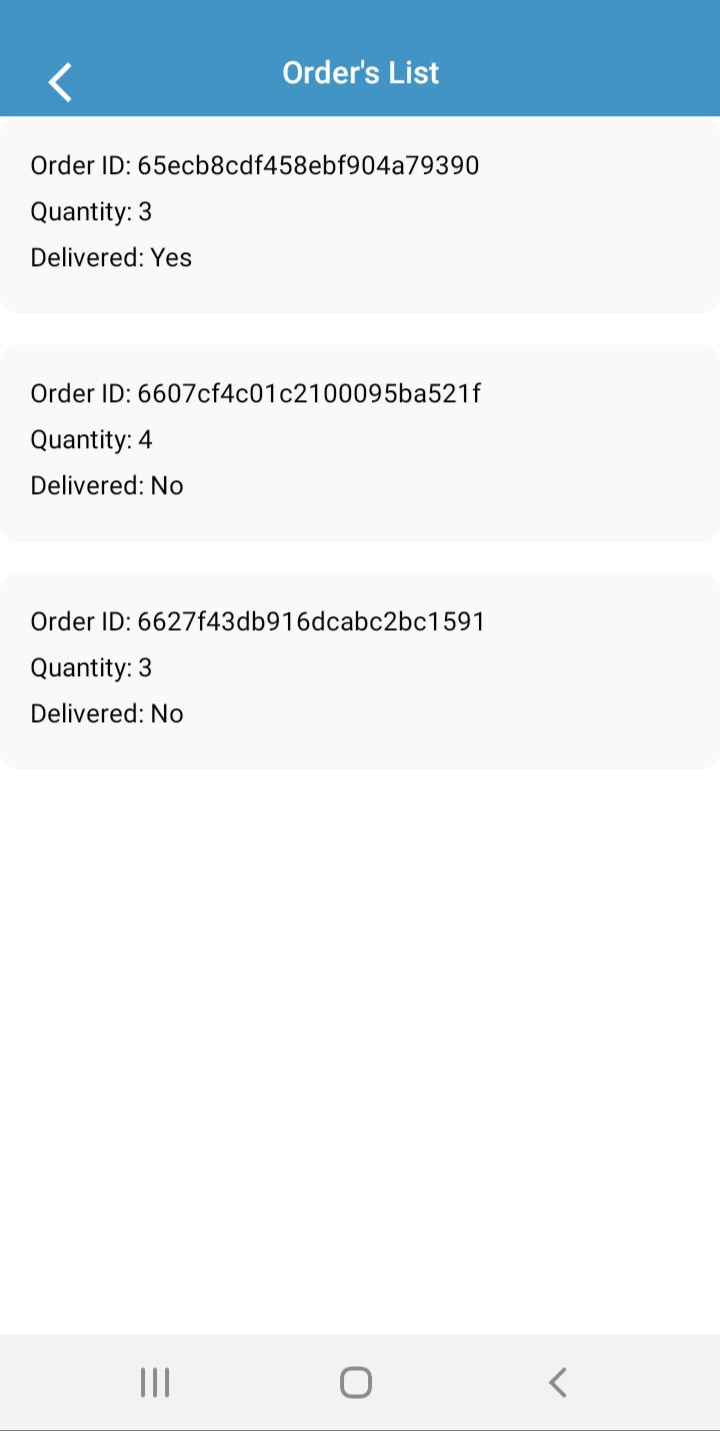 Order's List
Order ID: 65ecb8cdf458ebf904a79390
Quantity: 3
Delivered: Yes
Order ID: 6607cf4c01c2100095ba521f
Quantity: 4
Delivered: No
Order ID: 6627f43db916dcabc2bc1591
Quantity: 3
Delivered: No